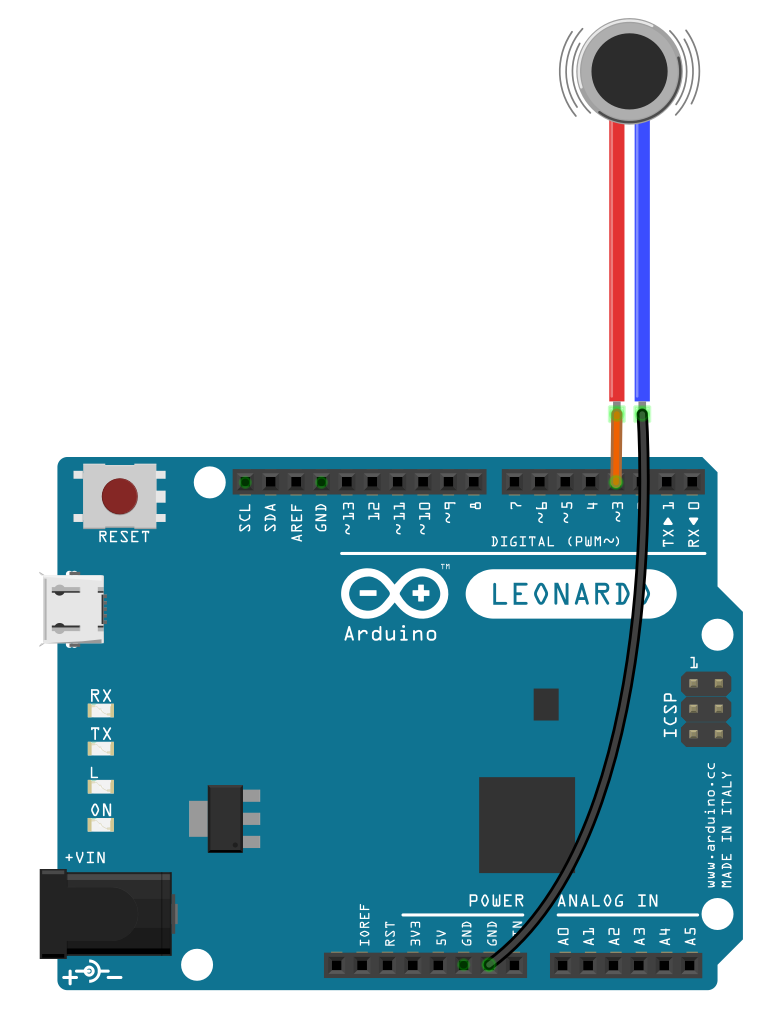 SCL
SDA
AREF
GND
~13
12
~11
~10
~9
8
7
~6
~5
4
~3
TX▶ 1
RX◀ 0
RESET
DIGITAL (PWM~)
TM
LEONARDO
Arduino
1
ICSP
RX
TX
L
ON
+VIN
www.arduino.cc
MADE IN ITALY
POWER
ANALOG IN
IOREF
RST
3V3
5V
GND
GND
A0
A1
A2
A3
A4
A5